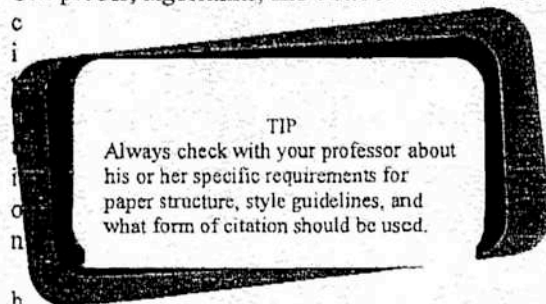 c
i
i
o
n
TIP
Always check with your professor about
his or her specific requirements for
paper structure, style guidelines, and
what form of citation should be used.
b